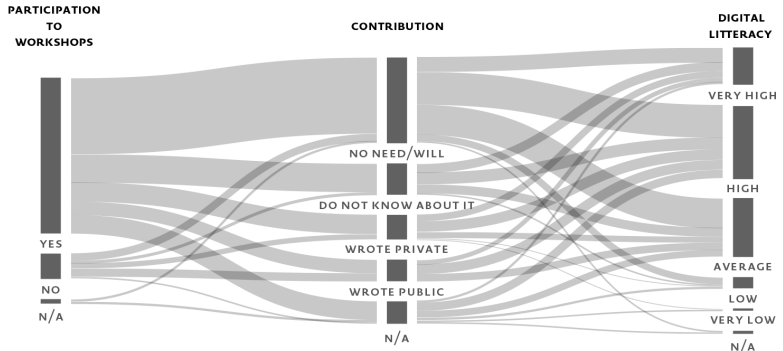 PARTICIPATION
TO
WORKSHOPS
CONTRIBUTION
DIGITAL
LITTERACY
YES
NO
N/A
NO NEED/WILL
DO NOT KNOW ABOUT IT
WROTE PRIVATE
WROTE PUBLIC
N/A
VERY HIGH
HIGH
AVERAGE
LOW
VERY LOW
N/A